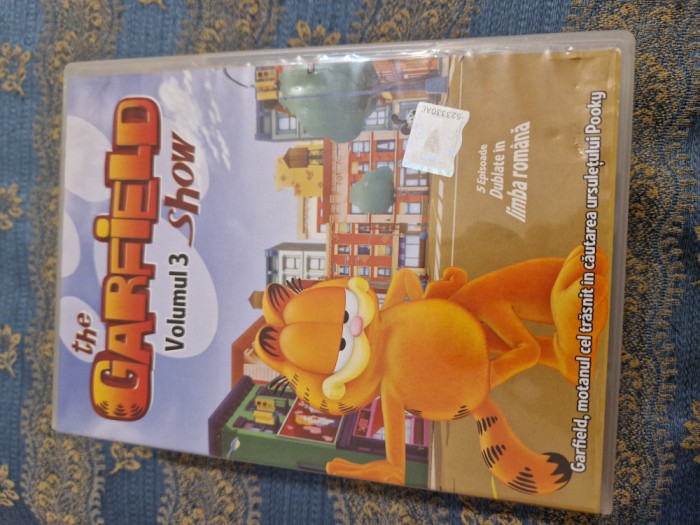 the
GARFiELD
Show
Volumul 3
523330AC
5 Episoade
Dublate în
limba română
Garfield, motanul cel trăsnit în căutarea ursulețului Pooky